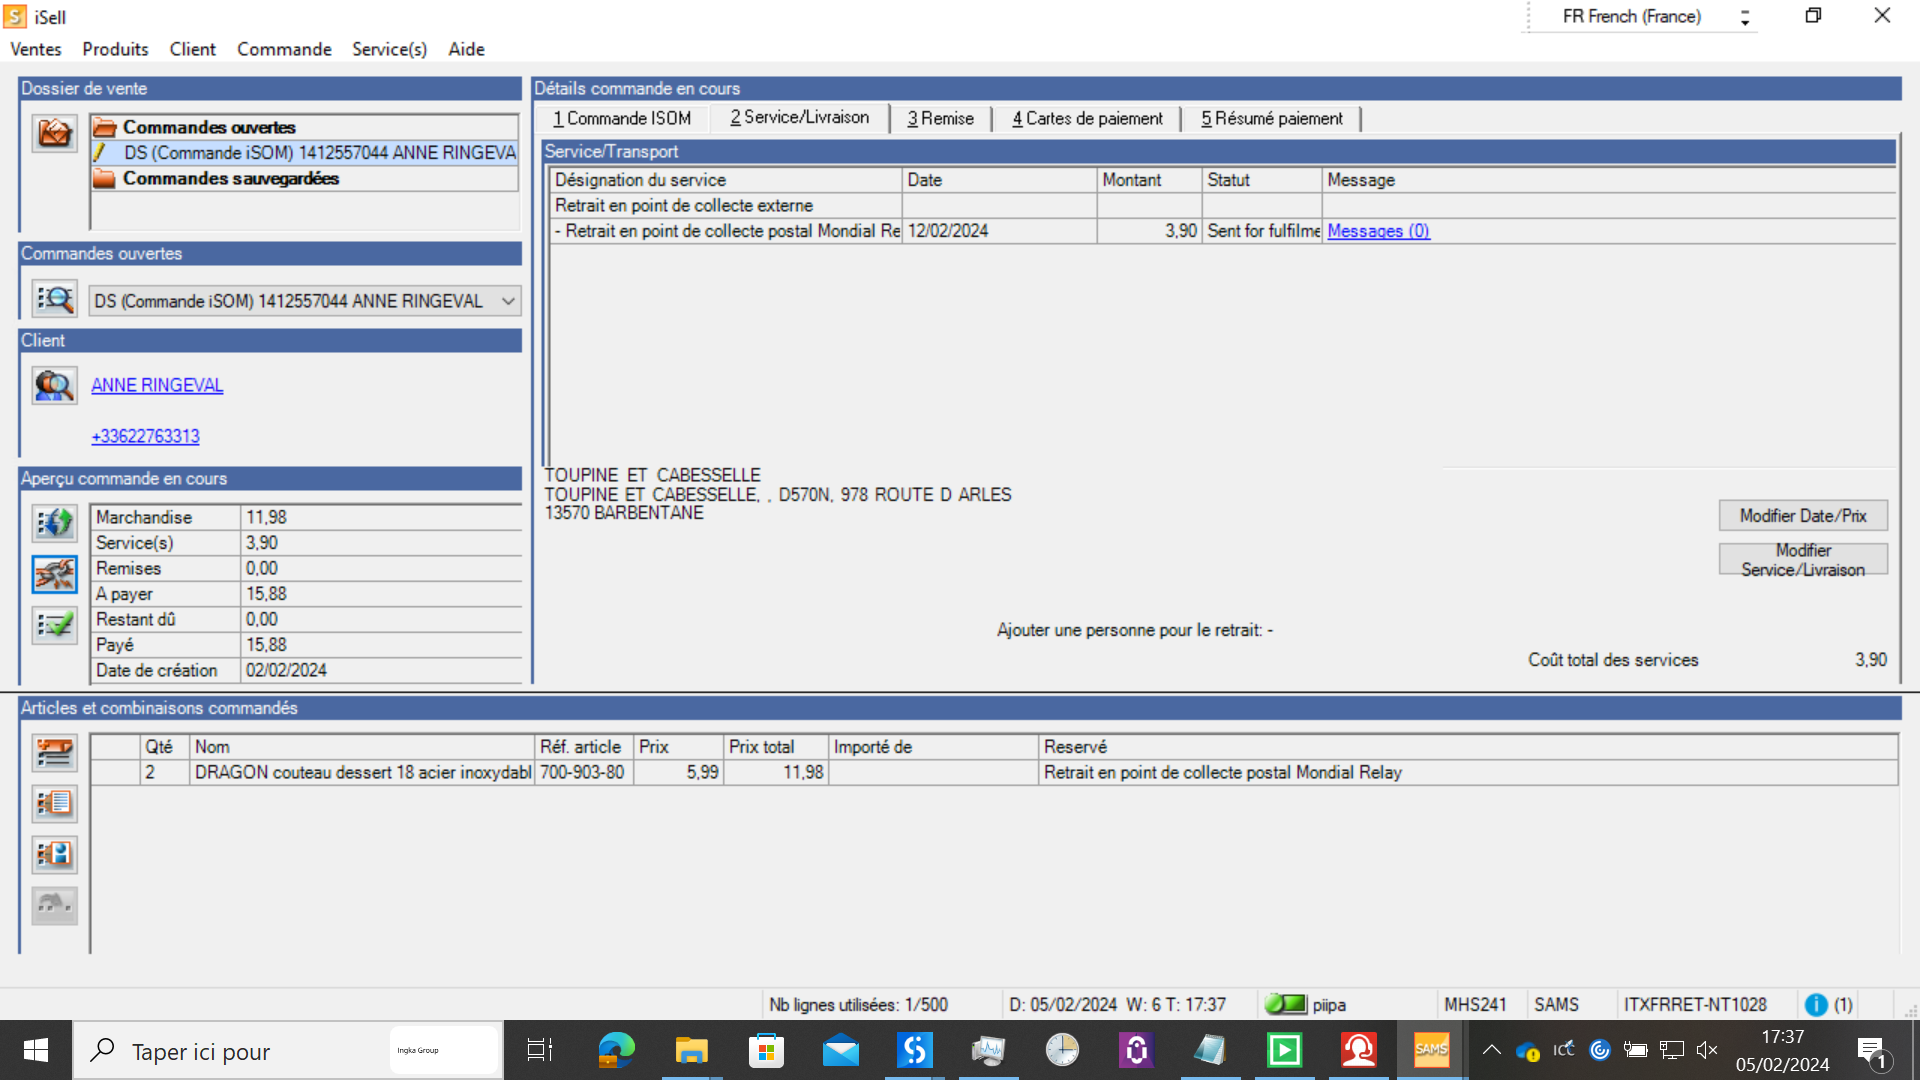 iSell
FR French (France)
Ventes Produits Client Commande Service(s) Aide
Dossier de vente
Commandes ouvertes
DS (Commande iSOM) 1412557044 ANNE RINGEVA
Commandes sauvegardées
Commandes ouvertes
DS (Commande iSOM) 1412557044 ANNE RINGEVAL
Client
ANNE RINGEVAL
+33622763313
Aperçu commande en cours
Marchandise 11,98
Service(s) 3,90
Remises 0,00
A payer 15,88
Restant dû 0,00
Payé 15,88
Date de création 02/02/2024
Détails commande en cours
1 Commande ISOM 2 Service/Livraison 3 Remise 4 Cartes de paiement 5 Résumé paiement
Service/Transport
Désignation du service Date Montant Statut Message
Retrait en point de collecte externe
- Retrait en point de collecte postal Mondial Re 12/02/2024 3,90 Sent for fulfilme Messages (0)
TOUPINE ET CABESSELLE
TOUPINE ET CABESSELLE, , D570N, 978 ROUTE D ARLES
13570 BARBENTANE
Modifier Date/Prix
Modifier
Service/Livraison
Ajouter une personne pour le retrait: -
Coût total des services 3,90
Articles et combinaisons commandés
Qté Nom Réf. article Prix Prix total Importé de Reservé
2 DRAGON couteau dessert 18 acier inoxydabl 700-903-80 5,99 11,98 Retrait en point de collecte postal Mondial Relay
Nb lignes utilisées: 1/500 D: 05/02/2024 W: 6 T: 17:37 piipa MHS241 SAMS ITXFRRET-NT1028 (1)
Taper ici pour
Ingka Group
SAMS
17:37
05/02/2024
1